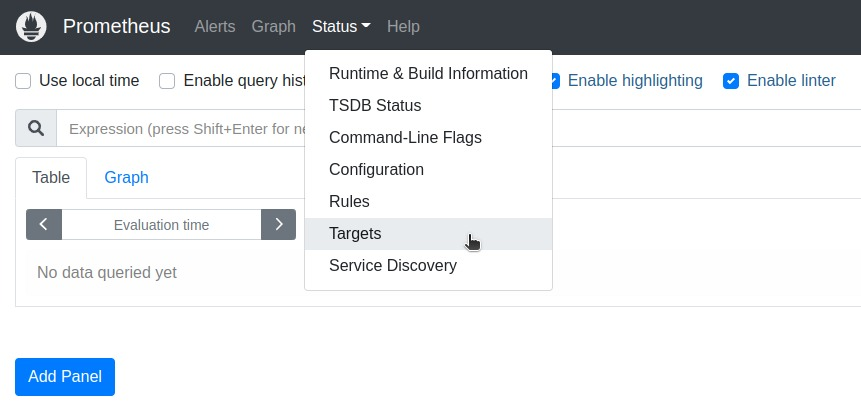 Prometheus Alerts Graph Status Help
Runtime & Build Information
TSDB Status
Command-Line Flags
Configuration
Rules
Targets
Service Discovery
Use local time Enable query hist Enable highlighting Enable linter
Expression (press Shift+Enter for ne
Table Graph
Evaluation time
No data queried yet
Add Panel